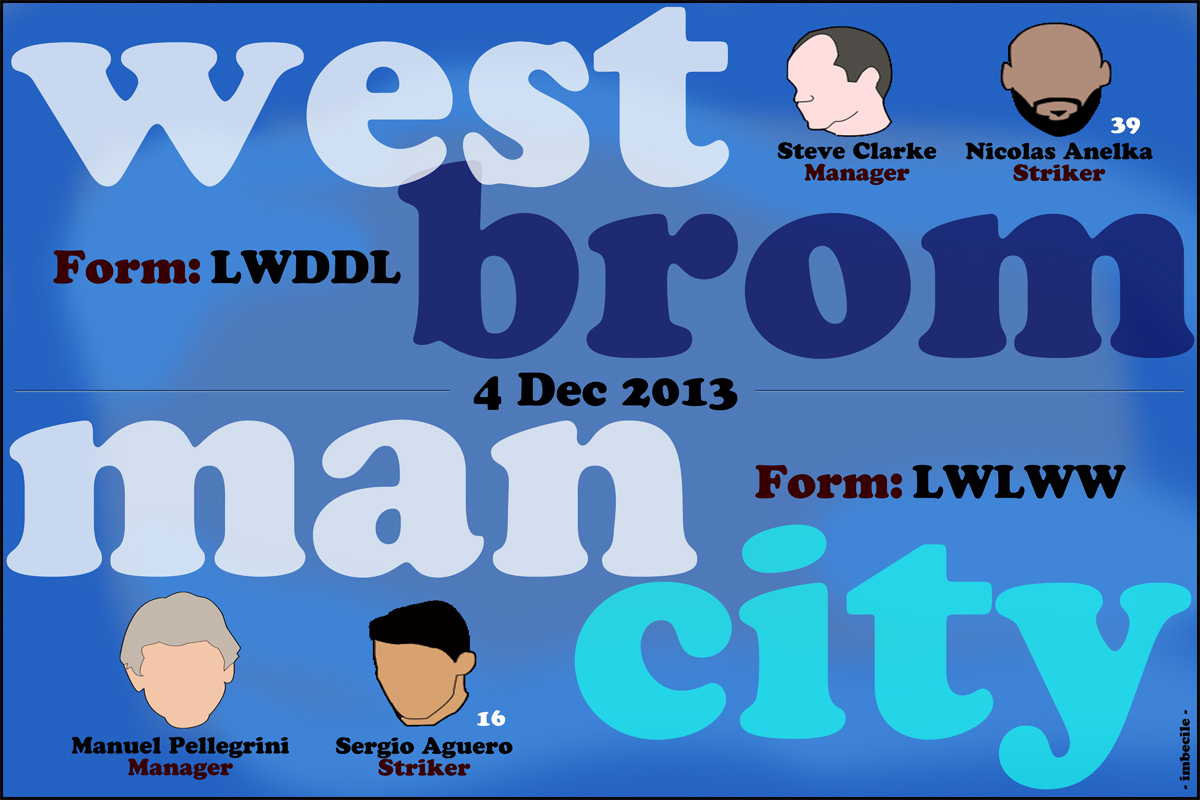 west
39
Steve Clarke
Manager
Nicolas Anelka
Striker
brom
Form: LWDDL
4 Dec 2013
man
Form: LWLWW
city
16
Manuel Pellegrini
Manager
Sergio Aguero
Striker
- imbecile -